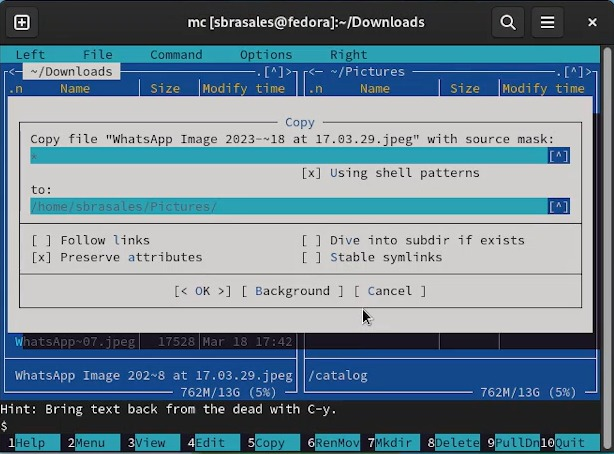 mc [sbrasales@fedora]:~/Downloads
Left File Command Options Right
<— ~/Downloads .[^]> <— ~/Pictures .[^]>
.n Name Size Modify time .n Name Size Modify time
Copy
Copy file "WhatsApp Image 2023-~18 at 17.03.29.jpeg" with source mask:
* [^]
[x] Using shell patterns
to:
/home/sbrasales/Pictures/ [^]
[ ] Follow links [ ] Dive into subdir if exists
[x] Preserve attributes [ ] Stable symlinks
[< OK >] [ Background ] [ Cancel ]
WhatsApp~07.jpeg 17528 Mar 18 17:42
WhatsApp Image 202~8 at 17.03.29.jpeg /catalog
762M/13G (5%) 762M/13G (5%)
Hint: Bring text back from the dead with C-y.
$
1Help 2Menu 3View 4Edit 5Copy 6RenMov 7Mkdir 8Delete 9PullDn 10Quit